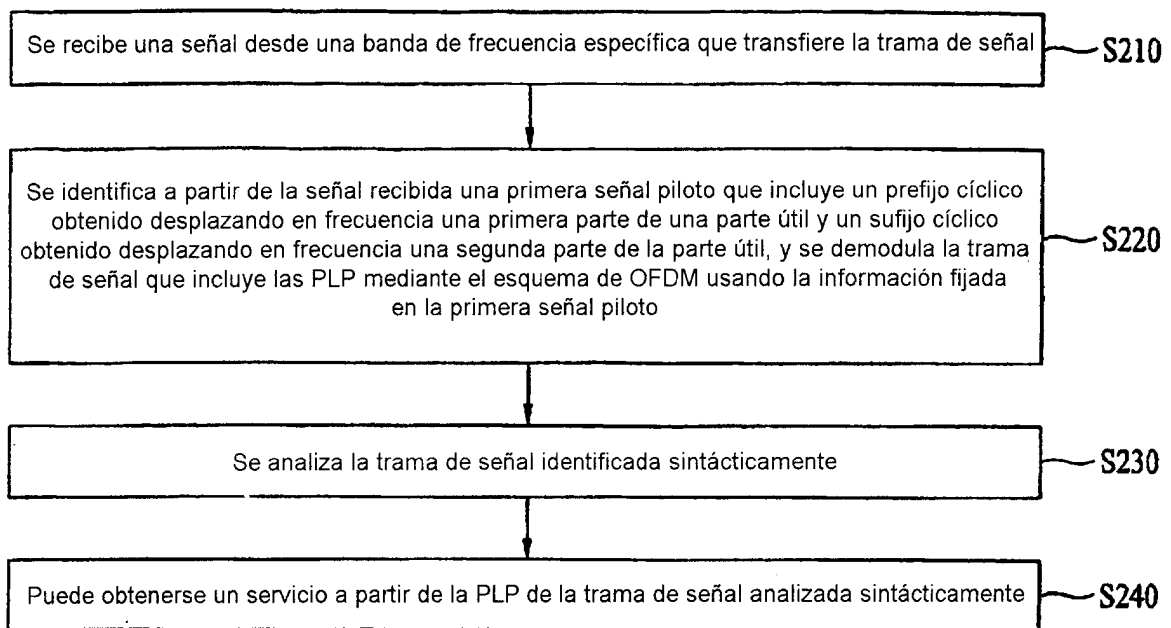 Se recibe una señal desde una banda de frecuencia específica que transfiere la trama de señal
S210
Se identifica a partir de la señal recibida una primera señal piloto que incluye un prefijo cíclico
obtenido desplazando en frecuencia una primera parte de una parte útil y un sufijo cíclico
obtenido desplazando en frecuencia una segunda parte de la parte útil, y se demodula la trama
de señal que incluye las PLP mediante el esquema de OFDM usando la información fijada
en la primera señal piloto
S220
Se analiza la trama de señal identificada sintácticamente
S230
Puede obtenerse un servicio a partir de la PLP de la trama de señal analizada sintácticamente
S240